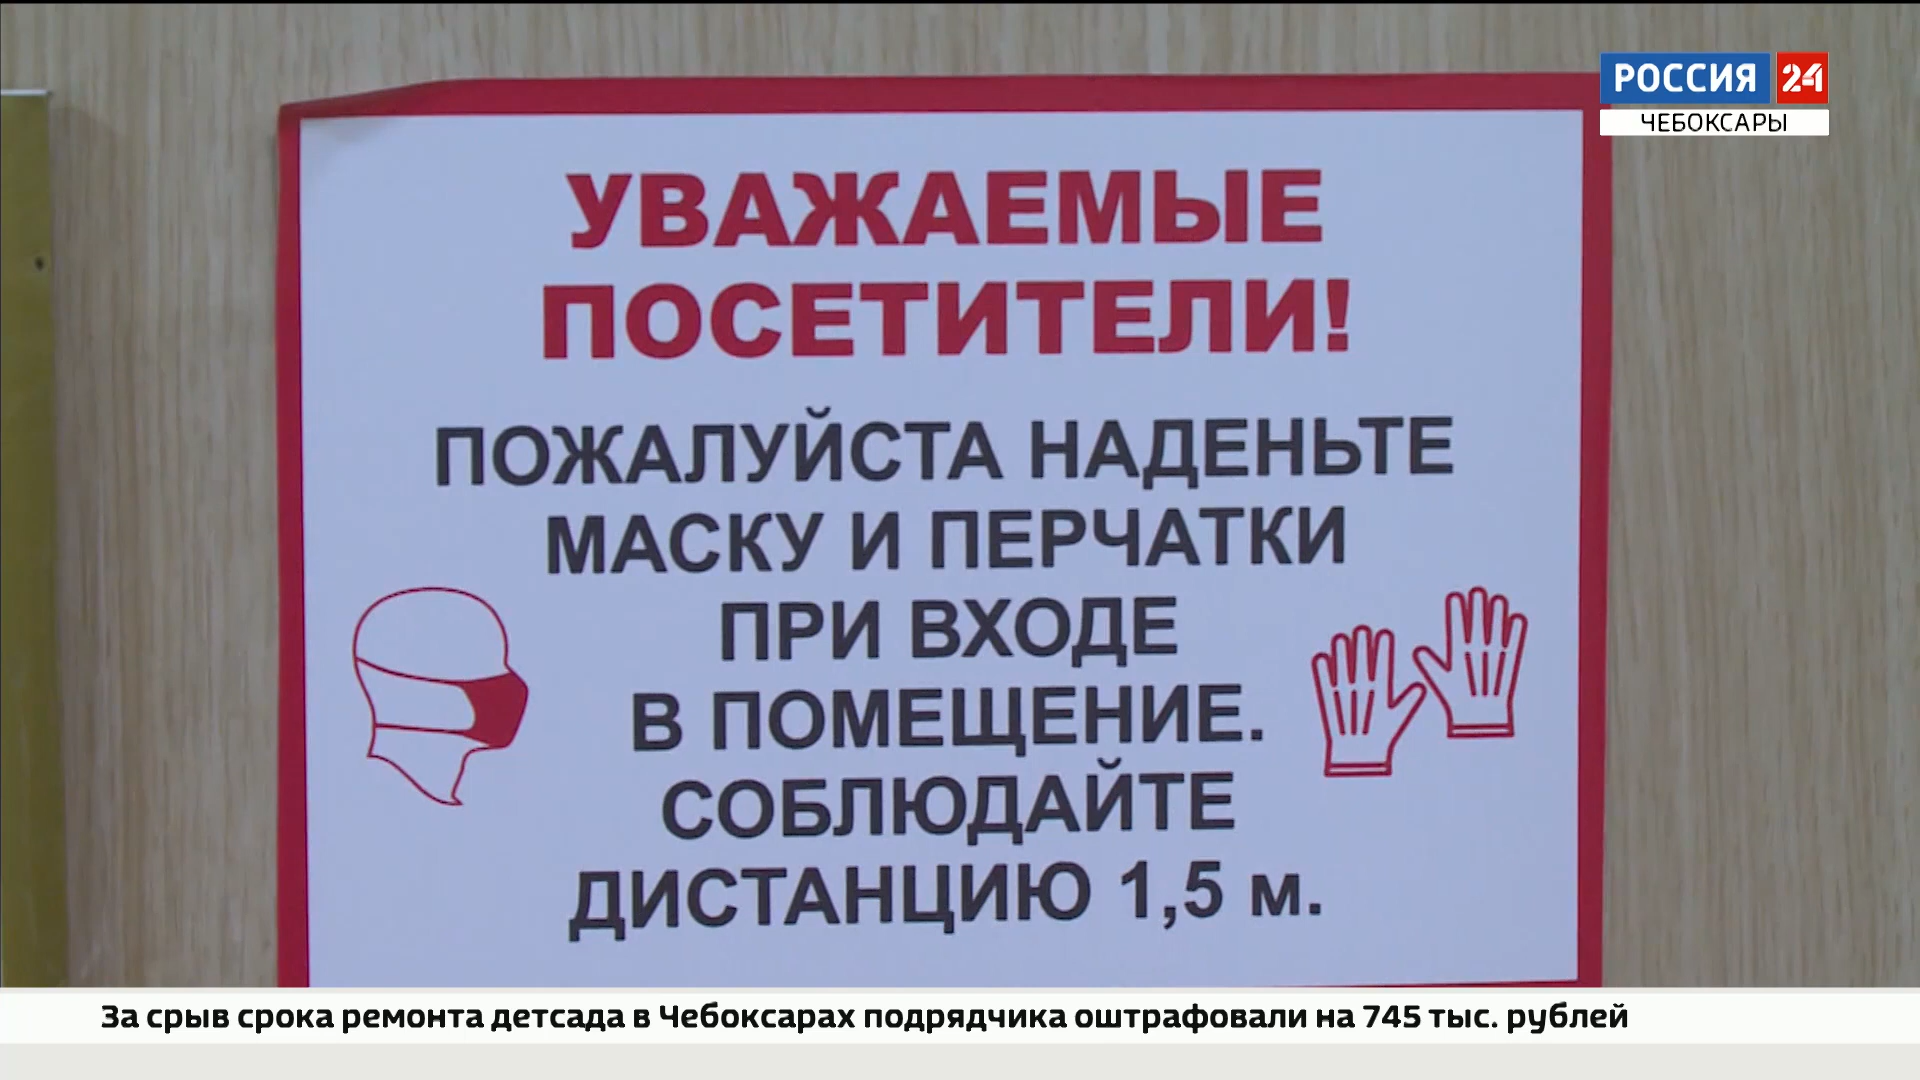 РОССИЯ 24
ЧЕБОКСАРЫ
УВАЖАЕМЫЕ
ПОСЕТИТЕЛИ!
ПОЖАЛУЙСТА НАДЕНЬТЕ
МАСКУ И ПЕРЧАТКИ
ПРИ ВХОДЕ
В ПОМЕЩЕНИЕ.
СОБЛЮДАЙТЕ
ДИСТАНЦИЮ 1,5 м.
За срыв срока ремонта детсада в Чебоксарах подрядчика оштрафовали на 745 тыс. рублей